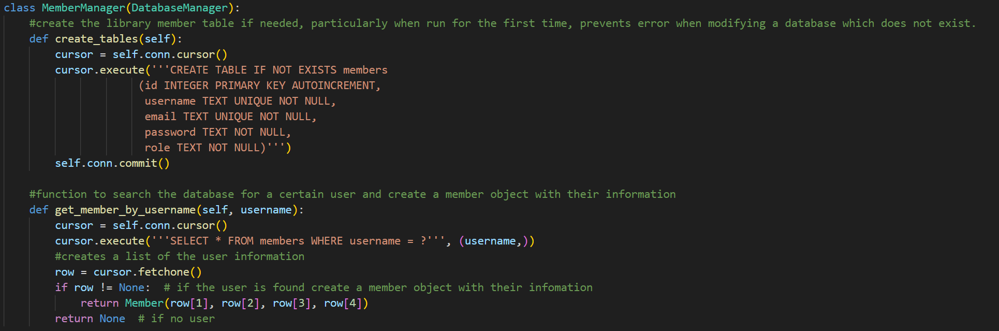 class MemberManager(DatabaseManager):
    #create the library member table if needed, particularly when run for the first time, prevents error when modifying a database which does not exist.
    def create_tables(self):
        cursor = self.conn.cursor()
        cursor.execute('''CREATE TABLE IF NOT EXISTS members
                     (id INTEGER PRIMARY KEY AUTOINCREMENT,
                      username TEXT UNIQUE NOT NULL,
                      email TEXT UNIQUE NOT NULL,
                      password TEXT NOT NULL,
                      role TEXT NOT NULL)''')
        self.conn.commit()

    #function to search the database for a certain user and create a member object with their information
    def get_member_by_username(self, username):
        cursor = self.conn.cursor()
        cursor.execute('''SELECT * FROM members WHERE username = ?''', (username,))
        #creates a list of the user information
        row = cursor.fetchone()
        if row != None:  # if the user is found create a member object with their infomation
            return Member(row[1], row[2], row[3], row[4])
        return None  # if no user